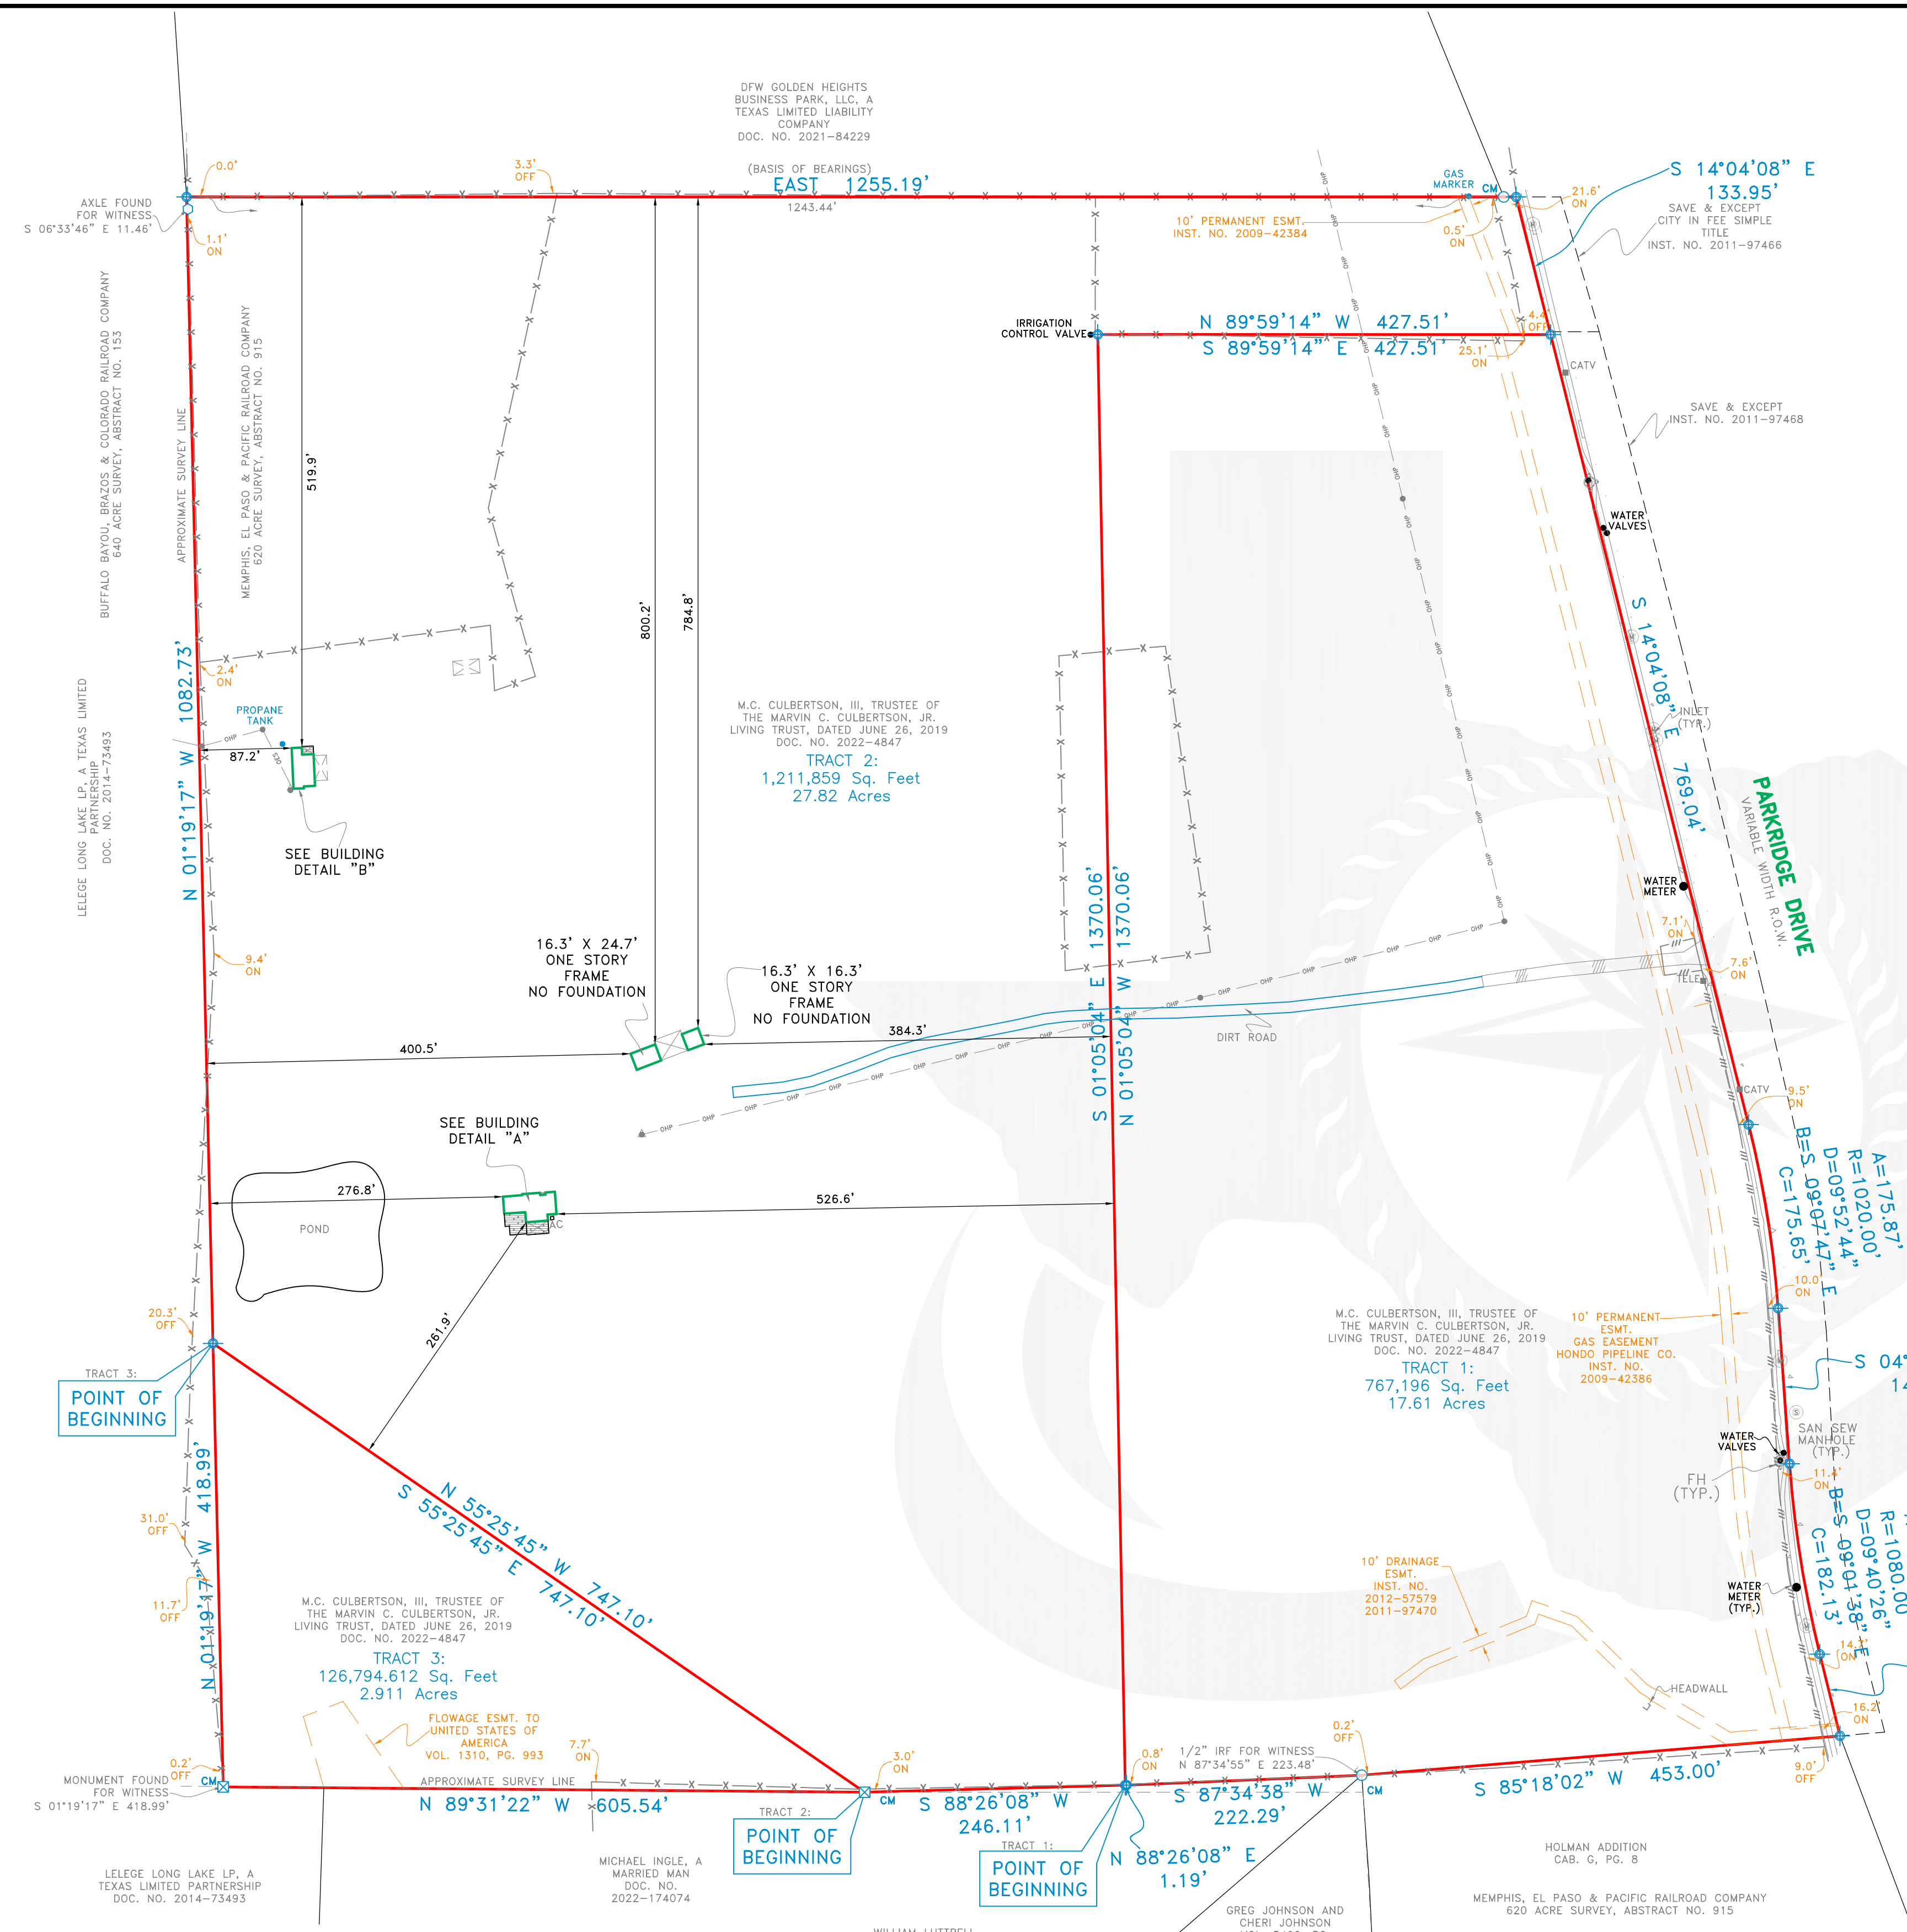 DFW GOLDEN HEIGHTS
BUSINESS PARK, LLC, A
TEXAS LIMITED LIABILITY
COMPANY
DOC. NO. 2021-84229
(BASIS OF BEARINGS)
EAST 1255.19'
1243.44'
0.0'
3.3'
OFF
AXLE FOUND
FOR WITNESS
S 06°33'46" E 11.46'
1.1'
ON
GAS
MARKER
CM
10' PERMANENT ESMT.
INST. NO. 2009-42384
0.5'
ON
21.6'
ON
S 14°04'08" E
133.95'
SAVE & EXCEPT
CITY IN FEE SIMPLE
TITLE
INST. NO. 2011-97466
IRRIGATION
CONTROL VALVE
N 89°59'14" W 427.51'
S 89°59'14" E 427.51'
4.4'
OFF
25.1'
ON
CATV
SAVE & EXCEPT
INST. NO. 2011-97468
BUFFALO BAYOU, BRAZOS & COLORADO RAILROAD COMPANY
640 ACRE SURVEY, ABSTRACT NO. 153
APPROXIMATE SURVEY LINE
MEMPHIS, EL PASO & PACIFIC RAILROAD COMPANY
620 ACRE SURVEY, ABSTRACT NO. 915
519.9'
800.2'
784.8'
WATER
VALVES
S 14°04'08" E 769.04'
INLET
(TYP.)
N 01°19'17" W 1082.73'
2.4'
ON
PROPANE
TANK
OHP
OES
87.2'
SEE BUILDING
DETAIL "B"
LELEGE LONG LAKE LP, A TEXAS LIMITED
PARTNERSHIP
DOC. NO. 2014-73493
M.C. CULBERTSON, III, TRUSTEE OF
THE MARVIN C. CULBERTSON, JR.
LIVING TRUST, DATED JUNE 26, 2019
DOC. NO. 2022-4847
TRACT 2:
1,211,859 Sq. Feet
27.82 Acres
PARKRIDGE DRIVE
VARIABLE WIDTH R.O.W.
WATER
METER
7.1'
ON
7.6'
ON
TELE
9.4'
ON
16.3' X 24.7'
ONE STORY
FRAME
NO FOUNDATION
16.3' X 16.3'
ONE STORY
FRAME
NO FOUNDATION
400.5'
384.3'
S 01°05'04" E 1370.06'
N 01°05'04" W 1370.06'
DIRT ROAD
CATV
9.5'
ON
SEE BUILDING
DETAIL "A"
276.8'
526.6'
AC
POND
261.9'
A=175.87'
R=1020.00'
D=09°52'44"
B=S 09°07'47" E
C=175.65'
10.0'
ON
20.3'
OFF
TRACT 3:
POINT OF
BEGINNING
M.C. CULBERTSON, III, TRUSTEE OF
THE MARVIN C. CULBERTSON, JR.
LIVING TRUST, DATED JUNE 26, 2019
DOC. NO. 2022-4847
TRACT 1:
767,196 Sq. Feet
17.61 Acres
10' PERMANENT
ESMT.
GAS EASEMENT
HONDO PIPELINE CO.
INST. NO.
2009-42386
S 04°
14
SAN SEW
MANHOLE
(TYP.)
WATER
VALVES
FH
(TYP.)
11.4'
ON
N 01°19'17" W 418.99'
N 55°25'45" W 747.10'
S 55°25'45" E 747.10'
31.0'
OFF
11.7'
OFF
R=1080.00
D=09°40'26"
B=S 09°01'38" E
C=182.13'
10' DRAINAGE
ESMT.
INST. NO.
2012-57579
2011-97470
WATER
METER
(TYP.)
ON
M.C. CULBERTSON, III, TRUSTEE OF
THE MARVIN C. CULBERTSON, JR.
LIVING TRUST, DATED JUNE 26, 2019
DOC. NO. 2022-4847
TRACT 3:
126,794.612 Sq. Feet
2.911 Acres
HEADWALL
16.2'
ON
FLOWAGE ESMT. TO
UNITED STATES OF
AMERICA
VOL. 1310, PG. 993
7.7'
ON
0.2'
OFF
CM
MONUMENT FOUND
FOR WITNESS
S 01°19'17" E 418.99'
APPROXIMATE SURVEY LINE
N 89°31'22" W 605.54'
3.0'
ON
CM
S 88°26'08" W
246.11'
0.8'
ON
1/2" IRF FOR WITNESS
N 87°34'55" E 223.48'
0.2'
OFF
CM
S 87°34'38" W
222.29'
S 85°18'02" W 453.00'
9.0'
OFF
TRACT 2:
POINT OF
BEGINNING
TRACT 1:
POINT OF
BEGINNING
N 88°26'08" E
1.19'
LELEGE LONG LAKE LP, A
TEXAS LIMITED PARTNERSHIP
DOC. NO. 2014-73493
MICHAEL INGLE, A
MARRIED MAN
DOC. NO.
2022-174074
HOLMAN ADDITION
CAB. G, PG. 8
MEMPHIS, EL PASO & PACIFIC RAILROAD COMPANY
620 ACRE SURVEY, ABSTRACT NO. 915
GREG JOHNSON AND
CHERI JOHNSON
WILLIAM LUTTRELL